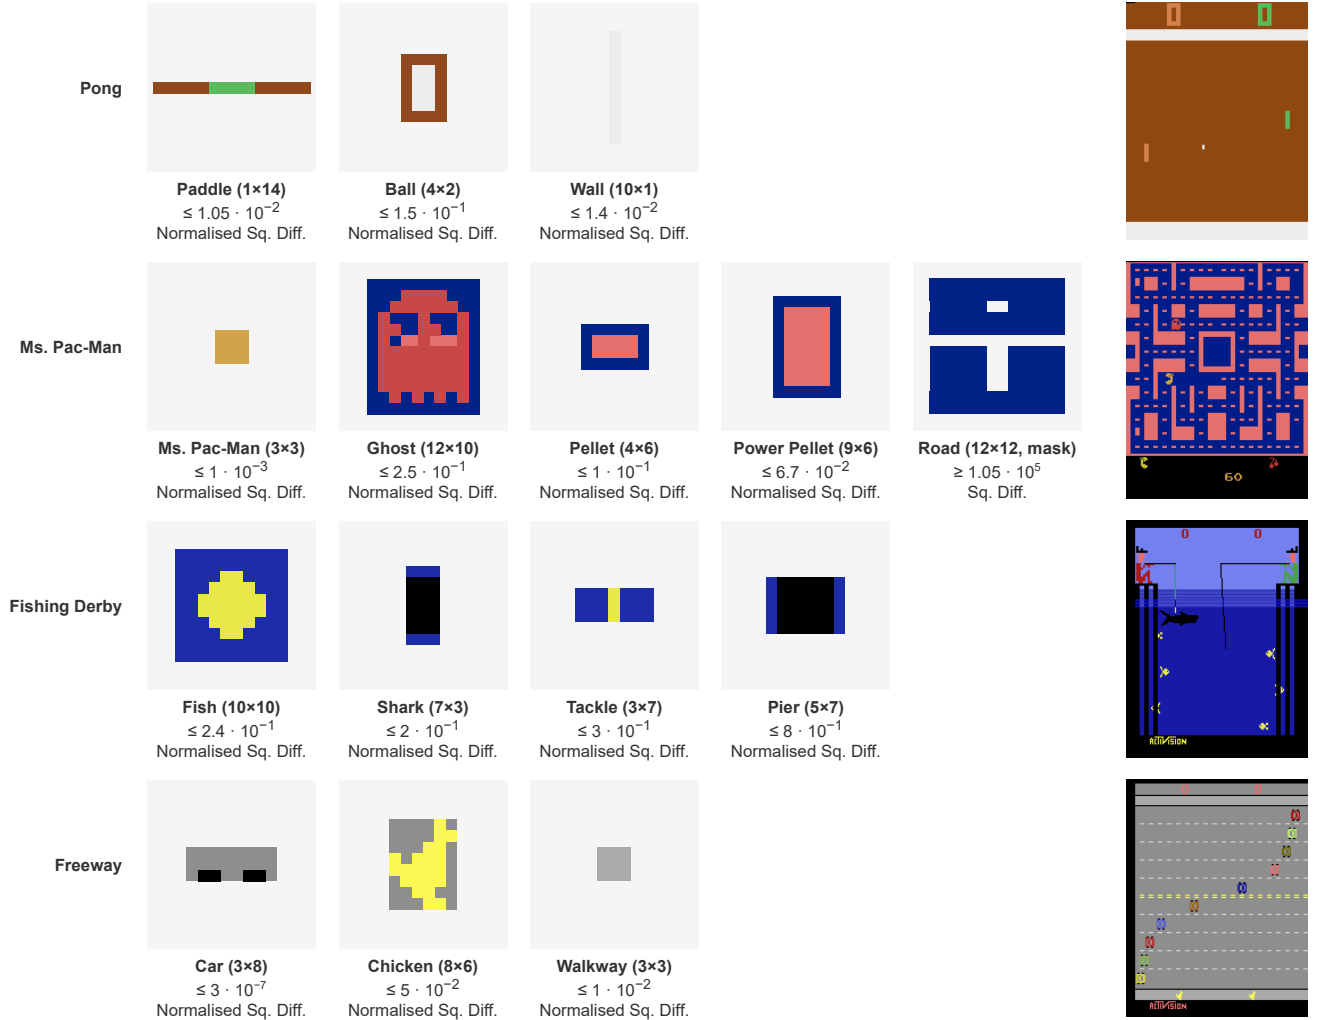 Pong
Paddle (1×14)
≤ 1.05 · 10⁻²
Normalised Sq. Diff.
Ball (4×2)
≤ 1.5 · 10⁻¹
Normalised Sq. Diff.
Wall (10×1)
≤ 1.4 · 10⁻²
Normalised Sq. Diff.
0 0
Ms. Pac-Man
Ms. Pac-Man (3×3)
≤ 1 · 10⁻³
Normalised Sq. Diff.
Ghost (12×10)
≤ 2.5 · 10⁻¹
Normalised Sq. Diff.
Pellet (4×6)
≤ 1 · 10⁻¹
Normalised Sq. Diff.
Power Pellet (9×6)
≤ 6.7 · 10⁻²
Normalised Sq. Diff.
Road (12×12, mask)
≥ 1.05 · 10⁵
Sq. Diff.
60
Fishing Derby
Fish (10×10)
≤ 2.4 · 10⁻¹
Normalised Sq. Diff.
Shark (7×3)
≤ 2 · 10⁻¹
Normalised Sq. Diff.
Tackle (3×7)
≤ 3 · 10⁻¹
Normalised Sq. Diff.
Pier (5×7)
≤ 8 · 10⁻¹
Normalised Sq. Diff.
0 0
ACTIVISION
Freeway
Car (3×8)
≤ 3 · 10⁻⁷
Normalised Sq. Diff.
Chicken (8×6)
≤ 5 · 10⁻²
Normalised Sq. Diff.
Walkway (3×3)
≤ 1 · 10⁻²
Normalised Sq. Diff.
0 0
ACTIVISION